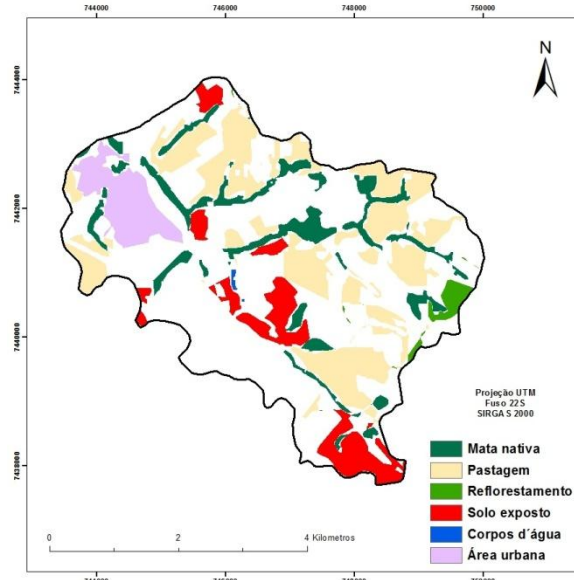 744000 746000 748000 750000
N
7444000
7442000
7440000
7438000
Projeção UTM
Fuso 22S
SIRGAS 2000
Mata nativa
Pastagem
Reflorestamento
Solo exposto
Corpos d´água
Área urbana
0 2 4 Kilometros